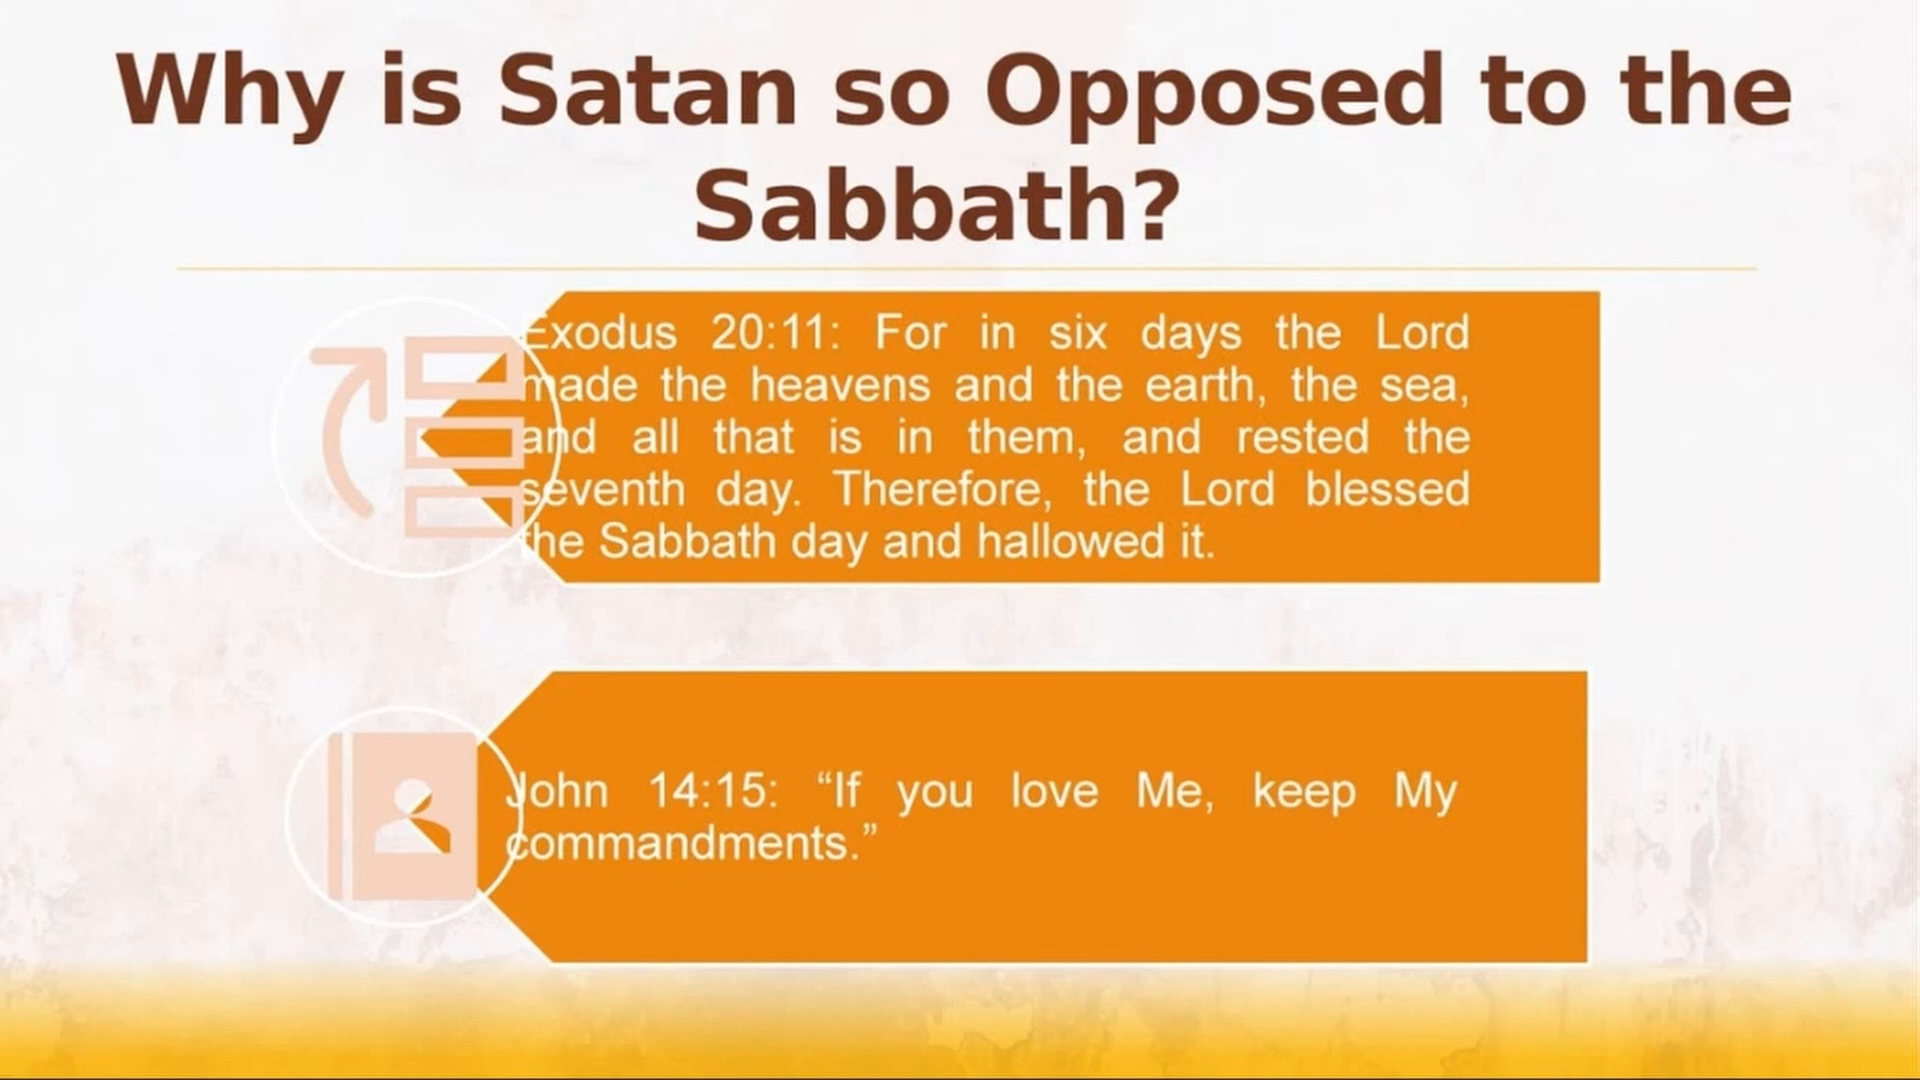 Why is Satan so Opposed to the
Sabbath?
Exodus 20:11: For in six days the Lord
made the heavens and the earth, the sea,
and all that is in them, and rested the
seventh day. Therefore, the Lord blessed
the Sabbath day and hallowed it.
John 14:15: “If you love Me, keep My
commandments.”